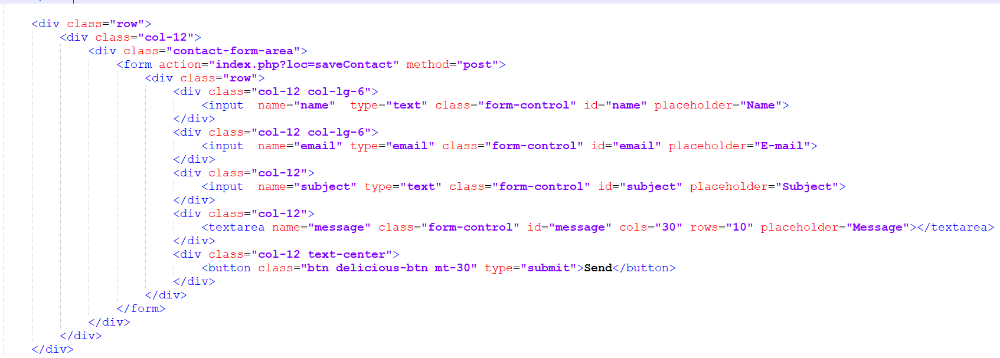 <div class="row">
<div class="col-12">
<div class="contact-form-area">
<form action="index.php?loc=saveContact" method="post">
<div class="row">
<div class="col-12 col-lg-6">
<input  name="name"  type="text" class="form-control" id="name" placeholder="Name">
</div>
<div class="col-12 col-lg-6">
<input  name="email" type="email" class="form-control" id="email" placeholder="E-mail">
</div>
<div class="col-12">
<input  name="subject" type="text" class="form-control" id="subject" placeholder="Subject">
</div>
<div class="col-12">
<textarea name="message" class="form-control" id="message" cols="30" rows="10" placeholder="Message"></textarea>
</div>
<div class="col-12 text-center">
<button class="btn delicious-btn mt-30" type="submit">Send</button>
</div>
</div>
</form>
</div>
</div>
</div>